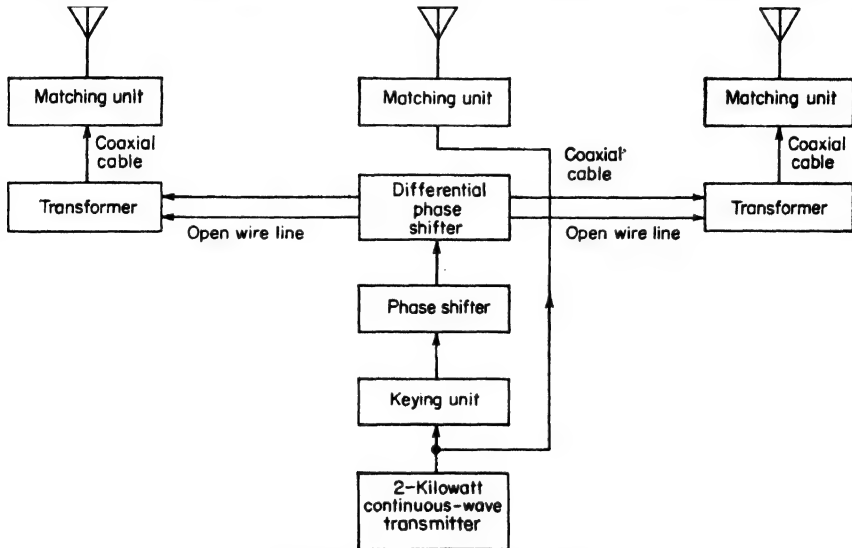 Matching unit
Matching unit
Matching unit
Coaxial
cable
Coaxial
cable
Coaxial
cable
Transformer
Differential
phase
shifter
Transformer
Open wire line
Open wire line
Phase shifter
Keying unit
2-Kilowatt
continuous-wave
transmitter